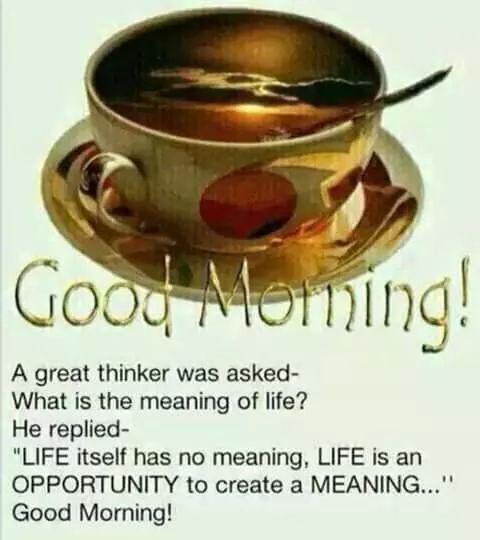 Good Morning!
A great thinker was asked-
What is the meaning of life?
He replied-
"LIFE itself has no meaning, LIFE is an
OPPORTUNITY to create a MEANING...''
Good Morning!